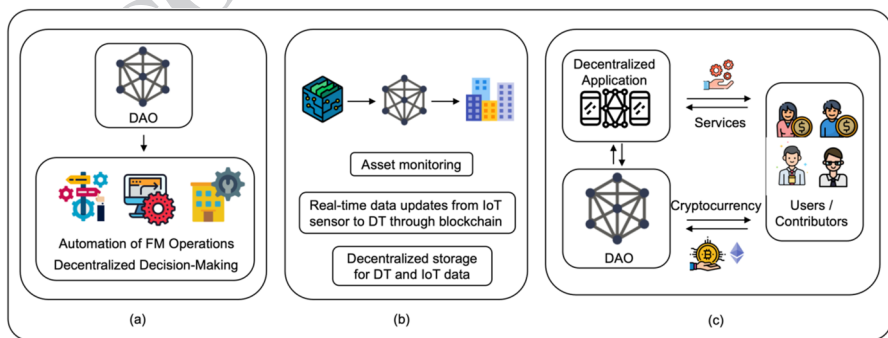 DAO
Automation of FM Operations
Decentralized Decision-Making
(a)
Asset monitoring
Real-time data updates from IoT
sensor to DT through blockchain
Decentralized storage
for DT and IoT data
(b)
Decentralized
Application
Services
DAO
Cryptocurrency
Users /
Contributors
(c)